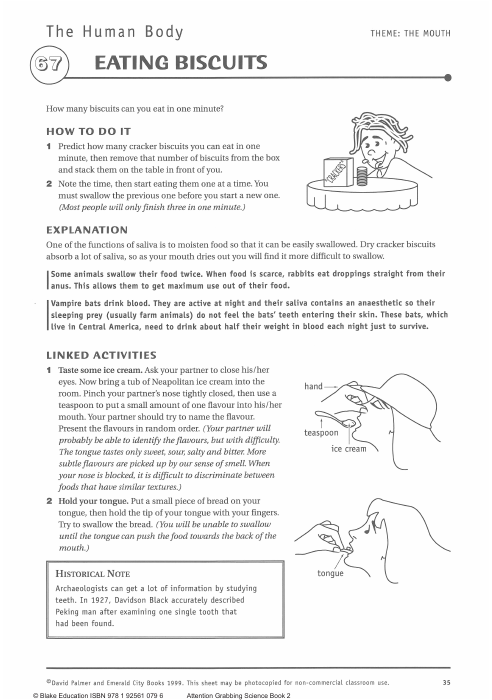 The Human Body
THEME: THE MOUTH
67
EATING BISCUITS
How many biscuits can you eat in one minute?
HOW TO DO IT
1 Predict how many cracker biscuits you can eat in one
minute, then remove that number of biscuits from the box
and stack them on the table in front of you.
2 Note the time, then start eating them one at a time. You
must swallow the previous one before you start a new one.
(Most people will only finish three in one minute.)
CRACKERS
EXPLANATION
One of the functions of saliva is to moisten food so that it can be easily swallowed. Dry cracker biscuits
absorb a lot of saliva, so as your mouth dries out you will find it more difficult to swallow.
Some animals swallow their food twice. When food is scarce, rabbits eat droppings straight from their
anus. This allows them to get maximum use out of their food.
Vampire bats drink blood. They are active at night and their saliva contains an anaesthetic so their
sleeping prey (usually farm animals) do not feel the bats' teeth entering their skin. These bats, which
live in Central America, need to drink about half their weight in blood each night just to survive.
LINKED ACTIVITIES
1 Taste some ice cream. Ask your partner to close his/her
eyes. Now bring a tub of Neapolitan ice cream into the
room. Pinch your partner's nose tightly closed, then use a
teaspoon to put a small amount of one flavour into his/her
mouth. Your partner should try to name the flavour.
Present the flavours in random order. (Your partner will
probably be able to identify the flavours, but with difficulty.
The tongue tastes only sweet, sour, salty and bitter. More
subtle flavours are picked up by our sense of smell. When
your nose is blocked, it is difficult to discriminate between
foods that have similar textures.)
hand
teaspoon
ice cream
2 Hold your tongue. Put a small piece of bread on your
tongue, then hold the tip of your tongue with your fingers.
Try to swallow the bread. (You will be unable to swallow
until the tongue can push the food towards the back of the
mouth.)
tongue
HISTORICAL NOTE
Archaeologists can get a lot of information by studying
teeth. In 1927, Davidson Black accurately described
Peking man after examining one single tooth that
had been found.
©David Palmer and Emerald City Books 1999. This sheet may be photocopied for non-commercial classroom use.
35
© Blake Education ISBN 978 1 92561 079 6 Attention Grabbing Science Book 2